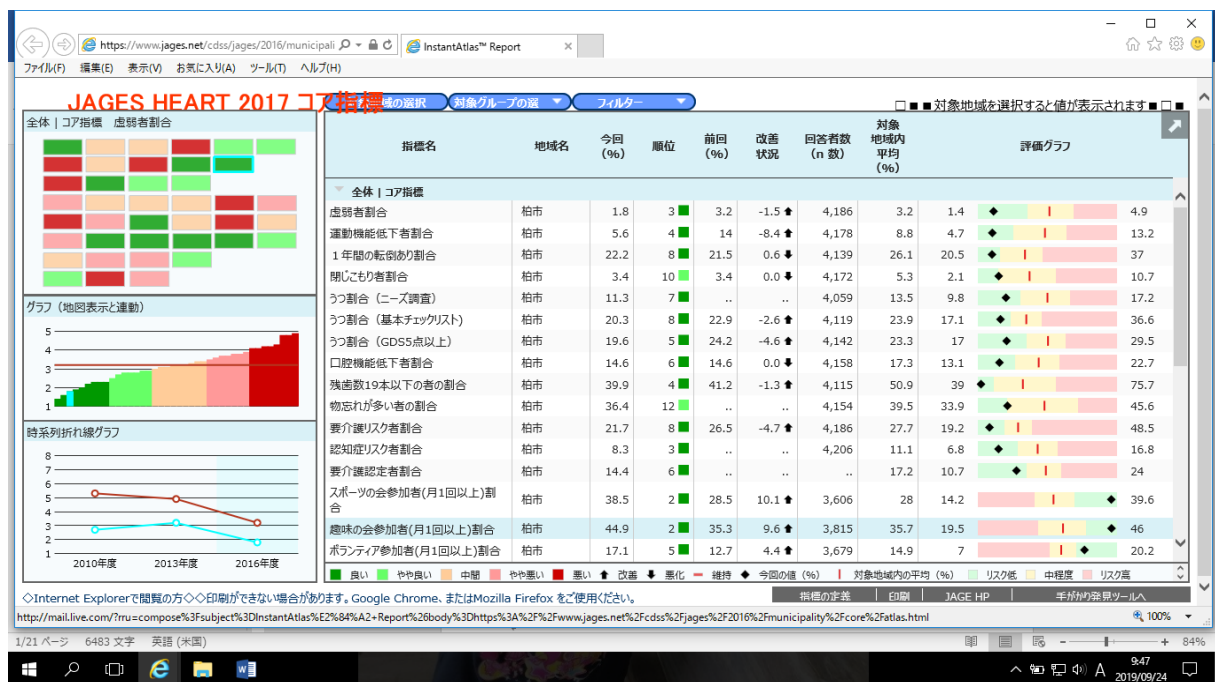 https://www.jages.net/cdss/jages/2016/municipali
InstantAtlas™ Report
ファイル(F) 編集(E) 表示(V) お気に入り(A) ツール(T) ヘルプ(H)
JAGES HEART 2017 コア指標
域の選択 対象グループの選 フィルター
□■■対象地域を選択すると値が表示されます■□■
全体 | コア指標 虚弱者割合
指標名 地域名 今回(%) 順位 前回(%) 改善状況 回答者数(n 数) 対象地域内平均(%) 評価グラフ
全体 | コア指標
虚弱者割合 柏市 1.8 3 3.2 -1.5 4,186 3.2 1.4 4.9
運動機能低下者割合 柏市 5.6 4 14 -8.4 4,178 8.8 4.7 13.2
1年間の転倒あり割合 柏市 22.2 8 21.5 0.6 4,139 26.1 20.5 37
閉じこもり者割合 柏市 3.4 10 3.4 0.0 4,172 5.3 2.1 10.7
うつ割合（ニーズ調査） 柏市 11.3 7 .. .. 4,059 13.5 9.8 17.2
うつ割合（基本チェックリスト) 柏市 20.3 8 22.9 -2.6 4,119 23.9 17.1 36.6
うつ割合（GDS5点以上） 柏市 19.6 5 24.2 -4.6 4,142 23.3 17 29.5
口腔機能低下者割合 柏市 14.6 6 14.6 0.0 4,158 17.3 13.1 22.7
残歯数19本以下の者の割合 柏市 39.9 4 41.2 -1.3 4,115 50.9 39 75.7
物忘れが多い者の割合 柏市 36.4 12 .. .. 4,154 39.5 33.9 45.6
要介護リスク者割合 柏市 21.7 8 26.5 -4.7 4,186 27.7 19.2 48.5
認知症リスク者割合 柏市 8.3 3 .. .. 4,206 11.1 6.8 16.8
要介護認定者割合 柏市 14.4 6 .. .. .. 17.2 10.7 24
スポーツの会参加者(月1回以上)割合 柏市 38.5 2 28.5 10.1 3,606 28 14.2 39.6
趣味の会参加者(月1回以上)割合 柏市 44.9 2 35.3 9.6 3,815 35.7 19.5 46
ボランティア参加者(月1回以上)割合 柏市 17.1 5 12.7 4.4 3,679 14.9 7 20.2
グラフ（地図表示と連動）
5
4
3
2
1
時系列折れ線グラフ
8
7
6
5
4
3
2
1
2010年度 2013年度 2016年度
良い やや良い 中間 やや悪い 悪い 改善 悪化 維持 今回の値（%） 対象地域内の平均（%） リスク低 中程度 リスク高
◇Internet Explorerで閲覧の方◇◇印刷ができない場合があります。Google Chrome、またはMozilla Firefox をご使用ください。
指標の定義 印刷 JAGE HP 手がかり発見ツールへ
http://mail.live.com/?rru=compose%3Fsubject%3DInstantAtlas%E2%84%A2+Report%26body%3Dhttps%3A%2F%2Fwww.jages.net%2Fcdss%2Fjages%2F2016%2Fmunicipality%2Fcore%2Fatlas.html
100%
1/21 ページ 6483 文字 英語 (米国)
84%
A 9:47
2019/09/24